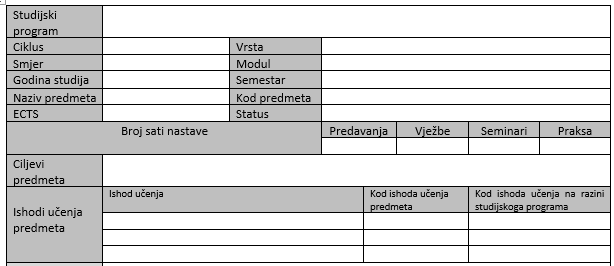 Studijski
program
Ciklus Vrsta
Smjer Modul
Godina studija Semestar
Naziv predmeta Kod predmeta
ECTS Status
Broj sati nastave Predavanja Vježbe Seminari Praksa
Ciljevi
predmeta
Ishodi učenja
predmeta
Ishod učenja
Kod ishoda učenja
predmeta
Kod ishoda učenja na razini
studijskoga programa